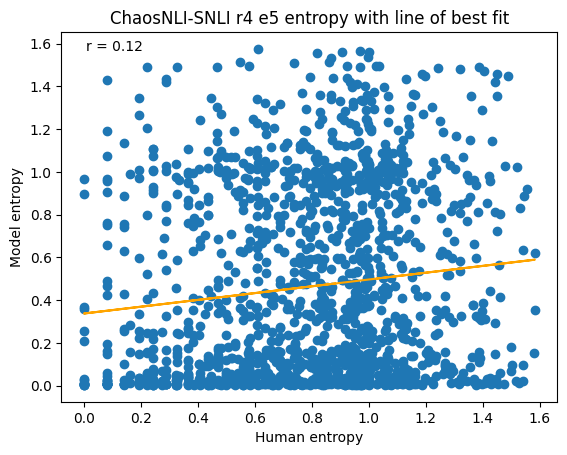 ChaosNLI-SNLI r4 e5 entropy with line of best fit
r = 0.12
Model entropy
1.6
1.4
1.2
1.0
0.8
0.6
0.4
0.2
0.0
0.0 0.2 0.4 0.6 0.8 1.0 1.2 1.4 1.6
Human entropy